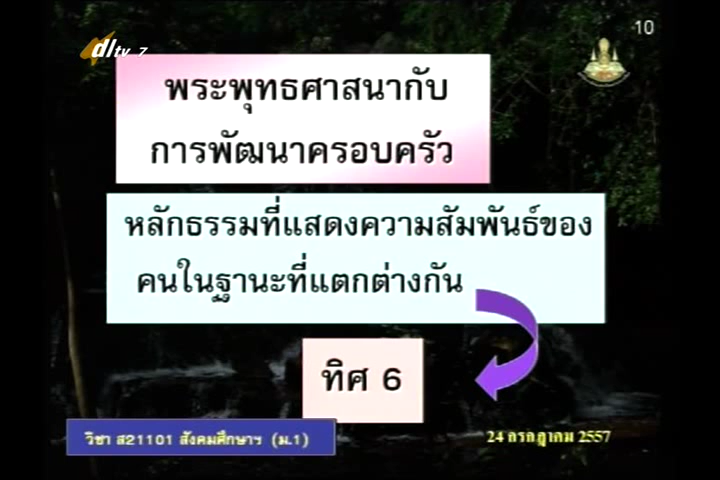 10
dltv 7
พระพุทธศาสนากับ
การพัฒนาครอบครัว
หลักธรรมที่แสดงความสัมพันธ์ของ
คนในฐานะที่แตกต่างกัน
ทิศ 6
วิชา ส21101 สังคมศึกษาฯ (ม.1)
24 กรกฎาคม 2557